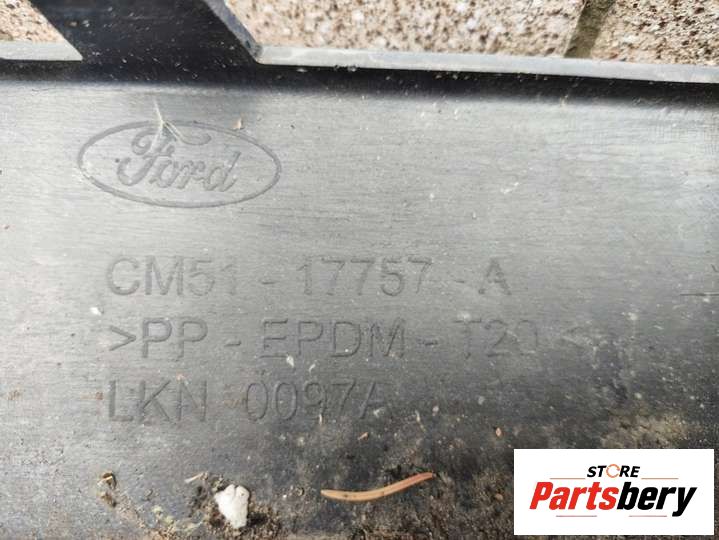 Ford
CM51-17757-A
>PP-EPDM-T20<
LKN 0097A
STORE
Partsbery